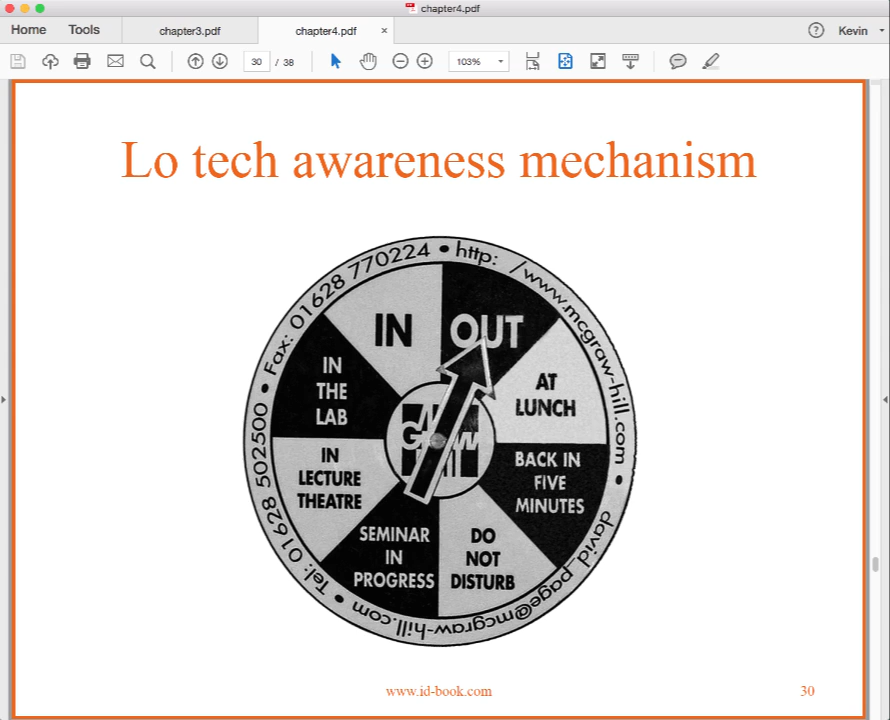 chapter4.pdf
Home
Tools
chapter3.pdf
chapter4.pdf ×
?
Kevin
30 / 38
103%
Lo tech awareness mechanism
Fax: 01628 770224 • http: /www.mcgraw-hill.com •
david_page@mcgraw-hill.com • Tel: 01628 502500 •
IN
OUT
IN
THE
LAB
AT
LUNCH
IN
LECTURE
THEATRE
BACK IN
FIVE
MINUTES
SEMINAR
IN
PROGRESS
DO
NOT
DISTURB
www.id-book.com
30